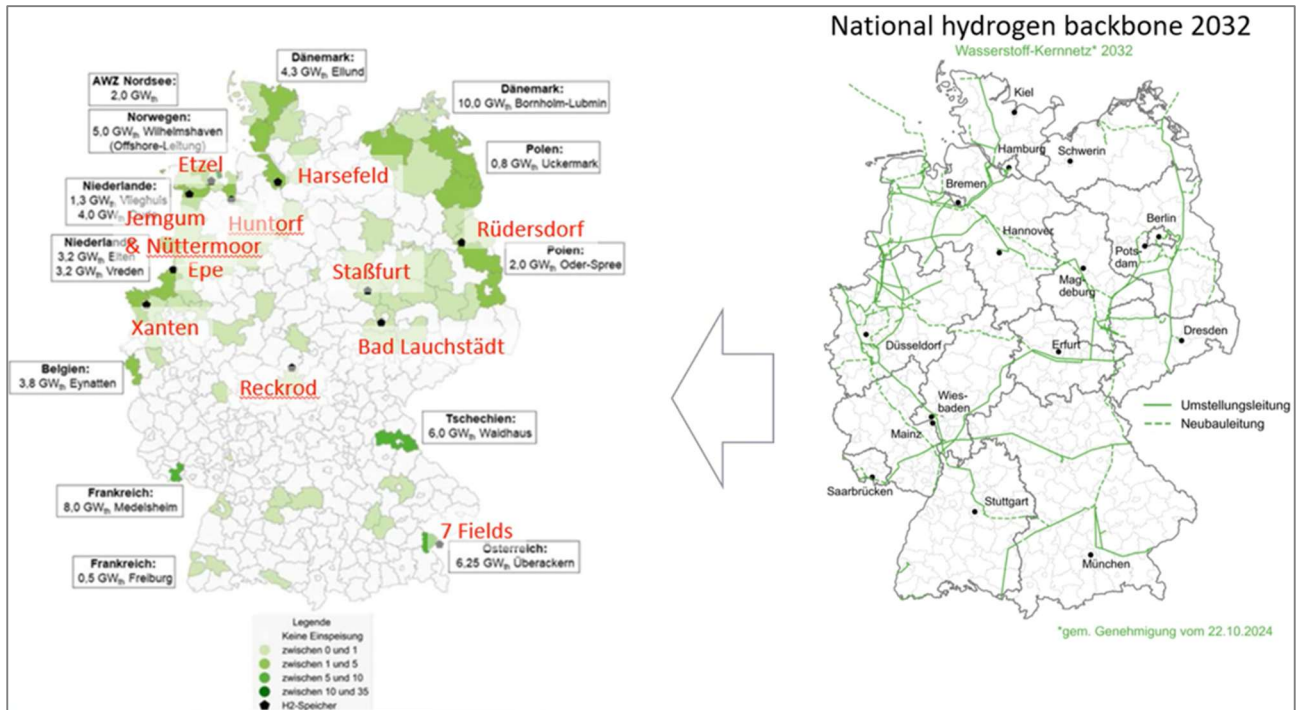 National hydrogen backbone 2032
Wasserstoff-Kernnetz* 2032
Dänemark:
4,3 GWth Ellund
AWZ Nordsee:
2,0 GWth
Dänemark:
10,0 GWth Bornholm-Lubmin
Norwegen:
5,0 GWth Wilhelmshaven
(Offshore-Leitung)
Polen:
0,8 GWth Uckermark
Etzel
Harsefeld
Niederlande:
1,3 GWth Vlieghuis
4,0 GWth
Jemgum
& Nüttermoor
Huntorf
Rüdersdorf
Niederlande:
3,2 GWth Elten
3,2 GWth Vreden
Epe
Polen:
2,0 GWth Oder-Spree
Staßfurt
Xanten
Bad Lauchstädt
Belgien:
3,8 GWth Eynatten
Reckrod
Tschechien:
6,0 GWth Waidhaus
Frankreich:
8,0 GWth Medelsheim
7 Fields
Österreich:
6,25 GWth Überackern
Frankreich:
0,5 GWth Freiburg
Legende
Keine Einspeisung
zwischen 0 und 1
zwischen 1 und 5
zwischen 5 und 10
zwischen 10 und 35
H2-Speicher
Kiel
Hamburg
Schwerin
Bremen
Berlin
Hannover
Pots-
dam
Mag-
deburg
Düsseldorf
Erfurt
Dresden
Wies-
baden
Mainz
Umstellungsleitung
Neubauleitung
Saarbrücken
Stuttgart
München
*gem. Genehmigung vom 22.10.2024